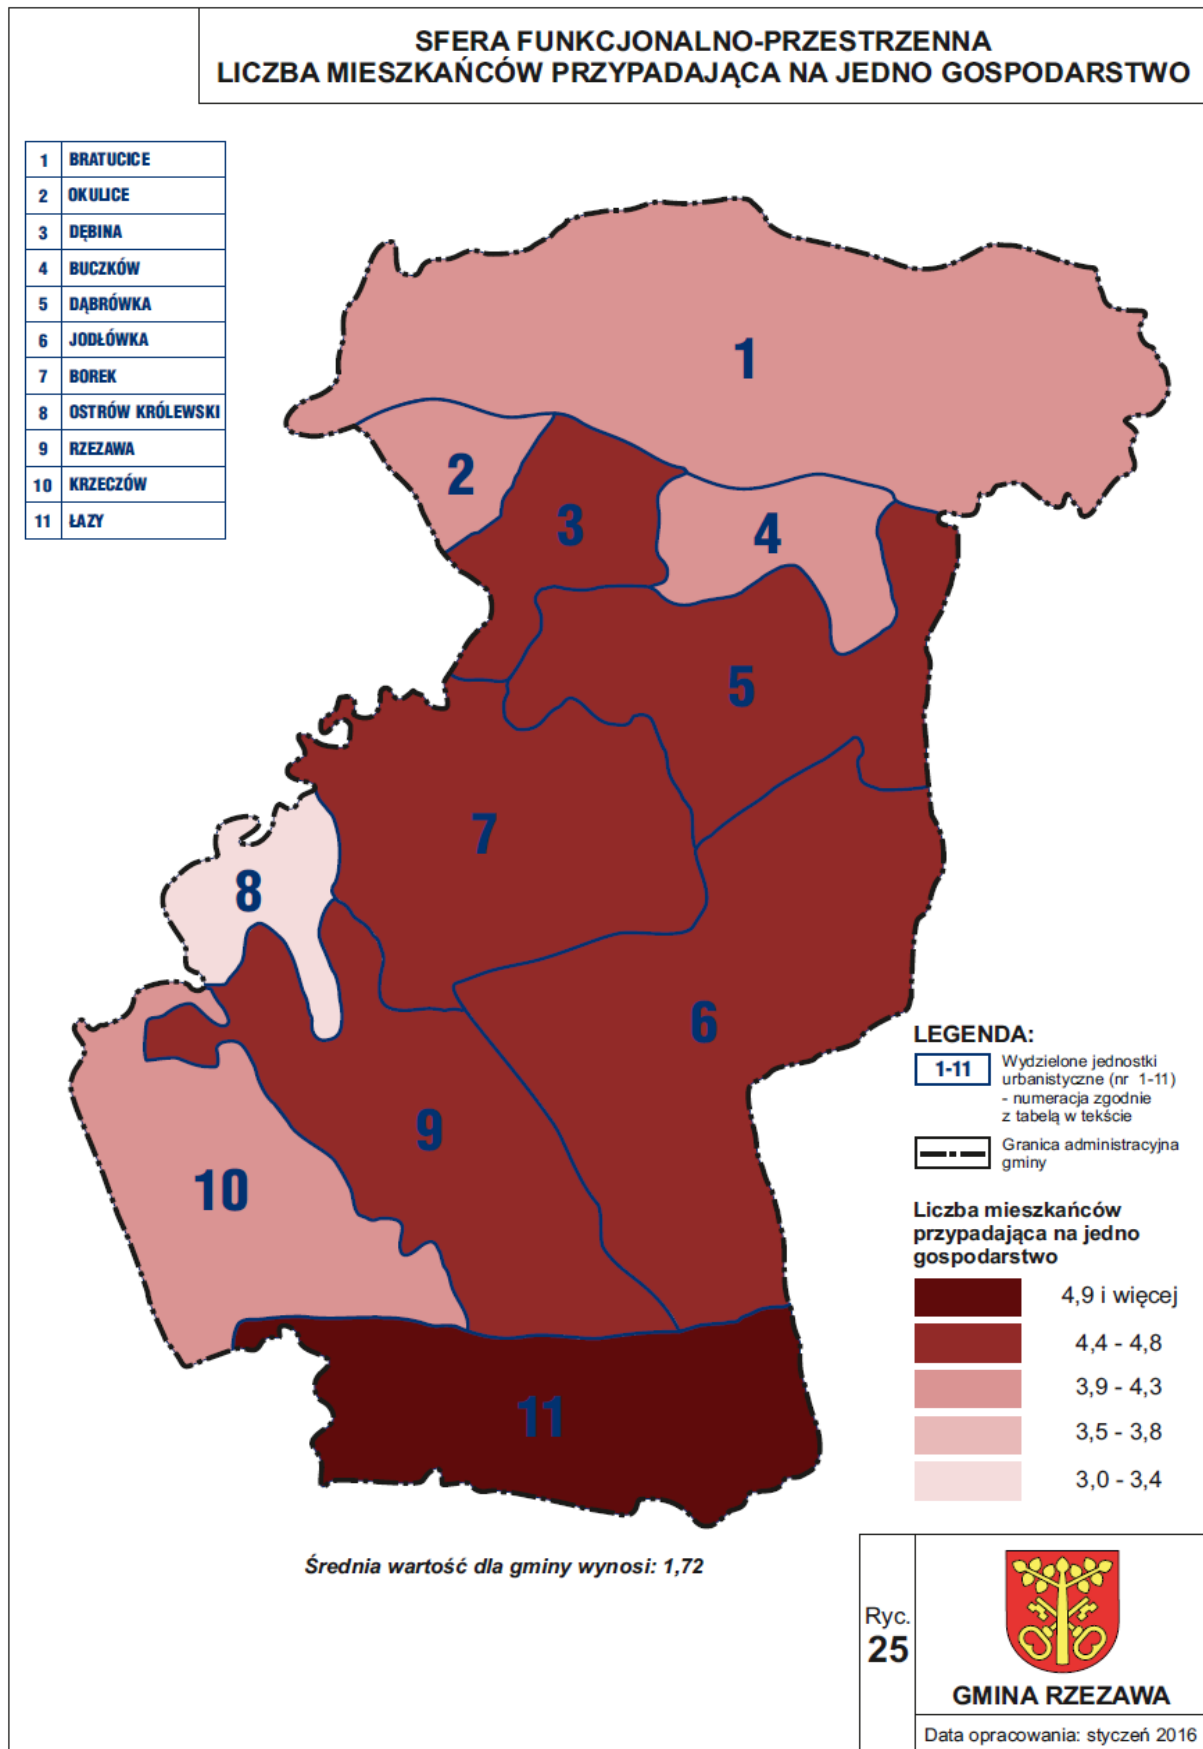 SFERA FUNKCJONALNO-PRZESTRZENNA
LICZBA MIESZKAŃCÓW PRZYPADAJĄCA NA JEDNO GOSPODARSTWO
1 BRATUCICE
2 OKULICE
3 DĘBINA
4 BUCZKÓW
5 DĄBRÓWKA
6 JODŁÓWKA
7 BOREK
8 OSTRÓW KRÓLEWSKI
9 RZEZAWA
10 KRZECZÓW
11 ŁAZY
1
2
3
4
5
7
8
6
9
10
11
LEGENDA:
1-11
Wydzielone jednostki
urbanistyczne (nr 1-11)
- numeracja zgodnie
z tabelą w tekście
Granica administracyjna
gminy
Liczba mieszkańców
przypadająca na jedno
gospodarstwo
4,9 i więcej
4,4 - 4,8
3,9 - 4,3
3,5 - 3,8
3,0 - 3,4
Średnia wartość dla gminy wynosi: 1,72
Ryc.
25
GMINA RZEZAWA
Data opracowania: styczeń 2016